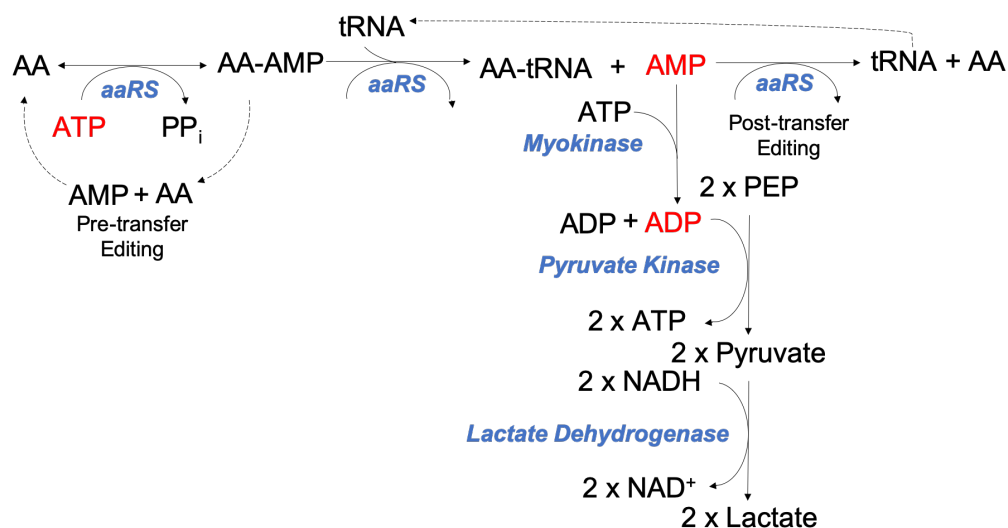 tRNA
AA
AA-AMP
AA-tRNA + AMP
tRNA + AA
aaRS
aaRS
aaRS
ATP
PPi
ATP
Myokinase
Post-transfer
Editing
AMP + AA
Pre-transfer
Editing
2 x PEP
ADP + ADP
Pyruvate Kinase
2 x ATP
2 x Pyruvate
2 x NADH
Lactate Dehydrogenase
2 x NAD⁺
2 x Lactate